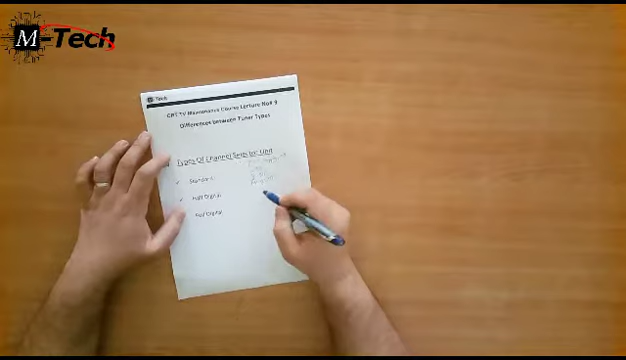 M-Tech
Tech
CRT TV Maintenance Course Lecture No# 9
Differences between Tuner Types
Types Of Channel Selector Unit
Standard
Half Digital
Full Digital